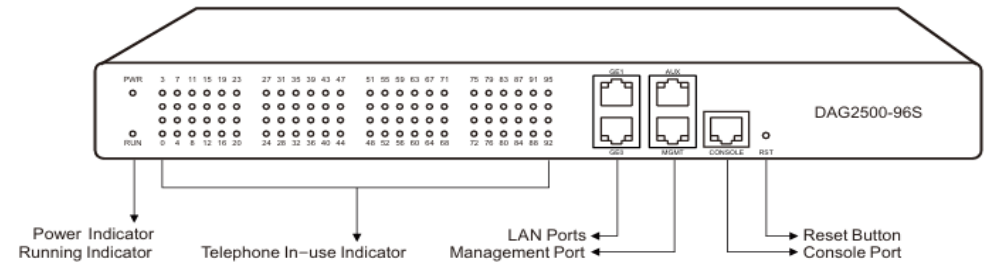 PWR 3 7 11 15 19 23 27 31 35 39 43 47 51 55 59 63 67 71 75 79 83 87 91 95 GE1 AUX
DAG2500-96S
RUN 0 4 8 12 16 20 24 28 32 36 40 44 48 52 56 60 64 68 72 76 80 84 88 92 GE0 MGMT CONSOLE RST
Power Indicator
Running Indicator
Telephone In-use Indicator
LAN Ports
Management Port
Reset Button
Console Port